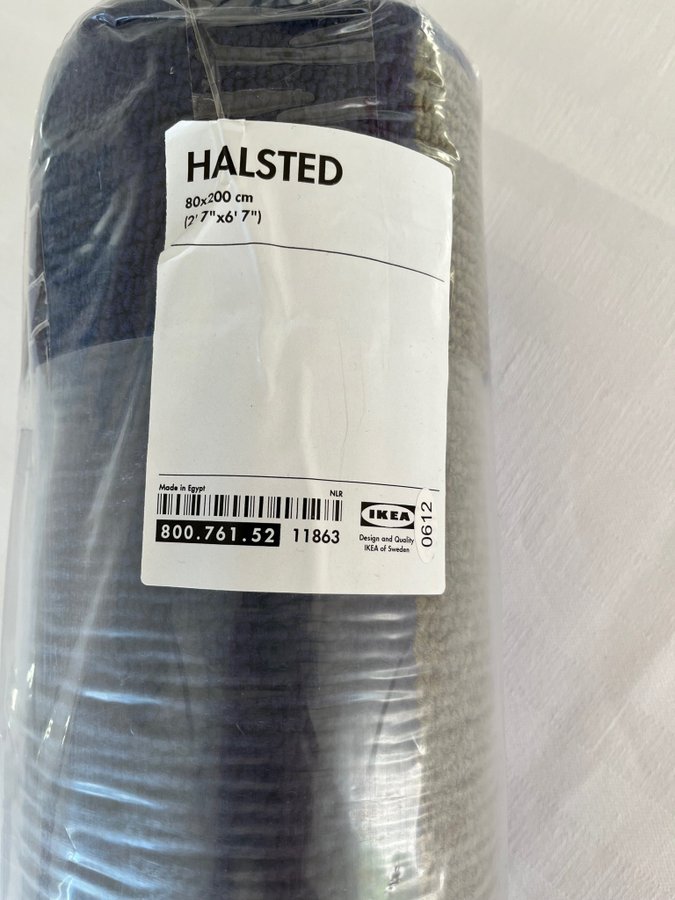 HALSTED
80x200 cm
(2' 7"x6' 7")
Made in Egypt
NLR
800.761.52 11863
IKEA
Design and Quality
IKEA of Sweden
0612